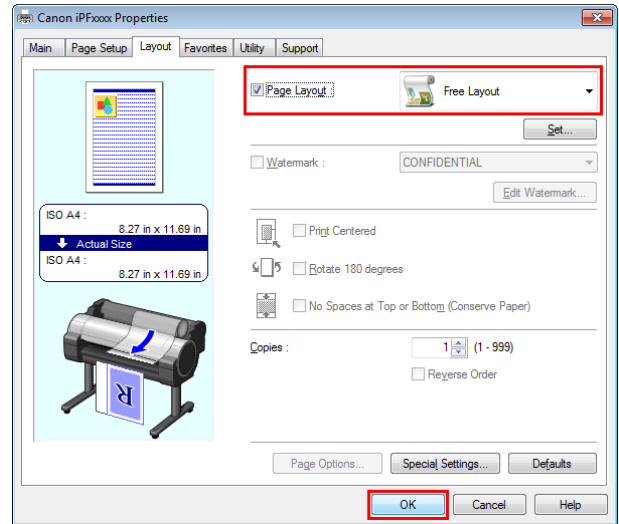 Canon iPFxxxx Properties
Main Page Setup Layout Favorites Utility Support
Page Layout : Free Layout
Set...
Watermark : CONFIDENTIAL
Edit Watermark...
ISO A4 :
8.27 in x 11.69 in
Actual Size
ISO A4 :
8.27 in x 11.69 in
Print Centered
Rotate 180 degrees
No Spaces at Top or Bottom (Conserve Paper)
Copies : 1 (1 - 999)
Reverse Order
R
Page Options... Special Settings... Defaults
OK Cancel Help